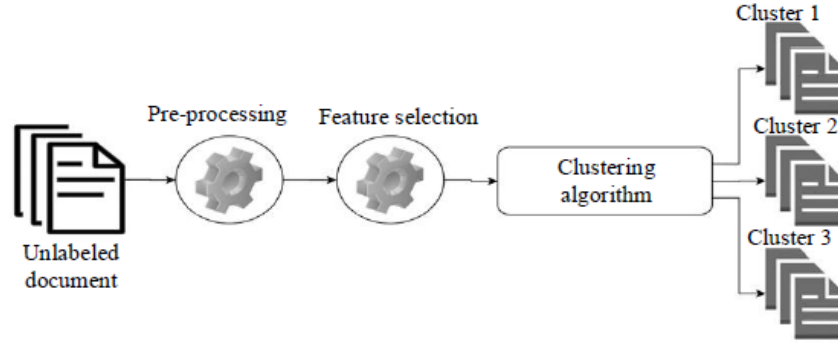 Cluster 1
Pre-processing
Feature selection
Cluster 2
Clustering
algorithm
Unlabeled
document
Cluster 3